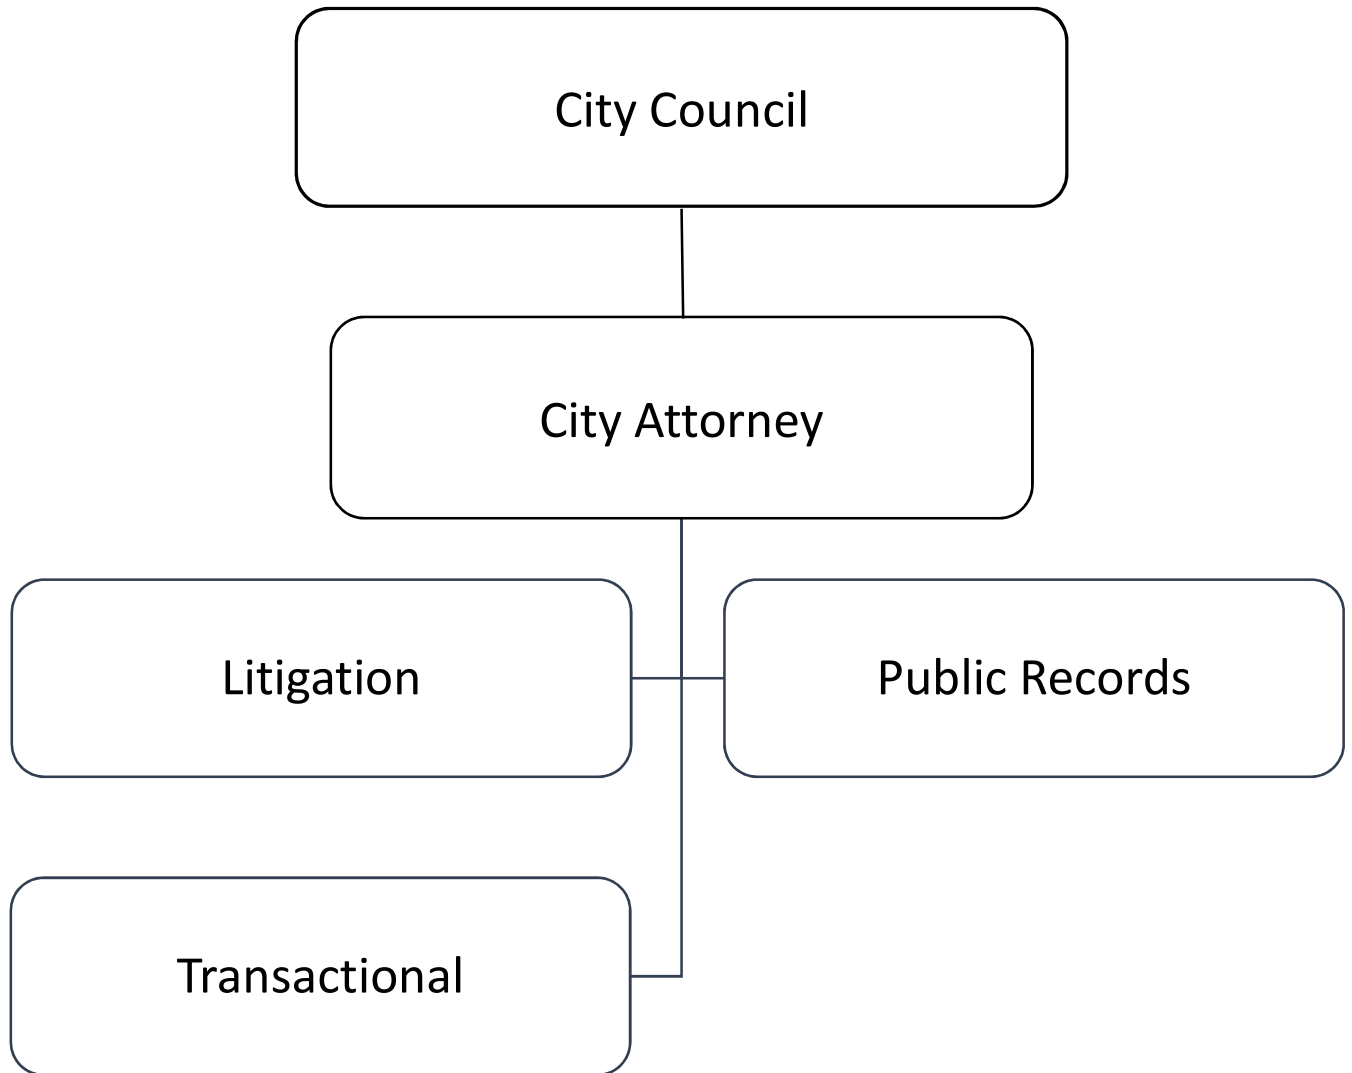 City Council
City Attorney
Litigation
Public Records
Transactional